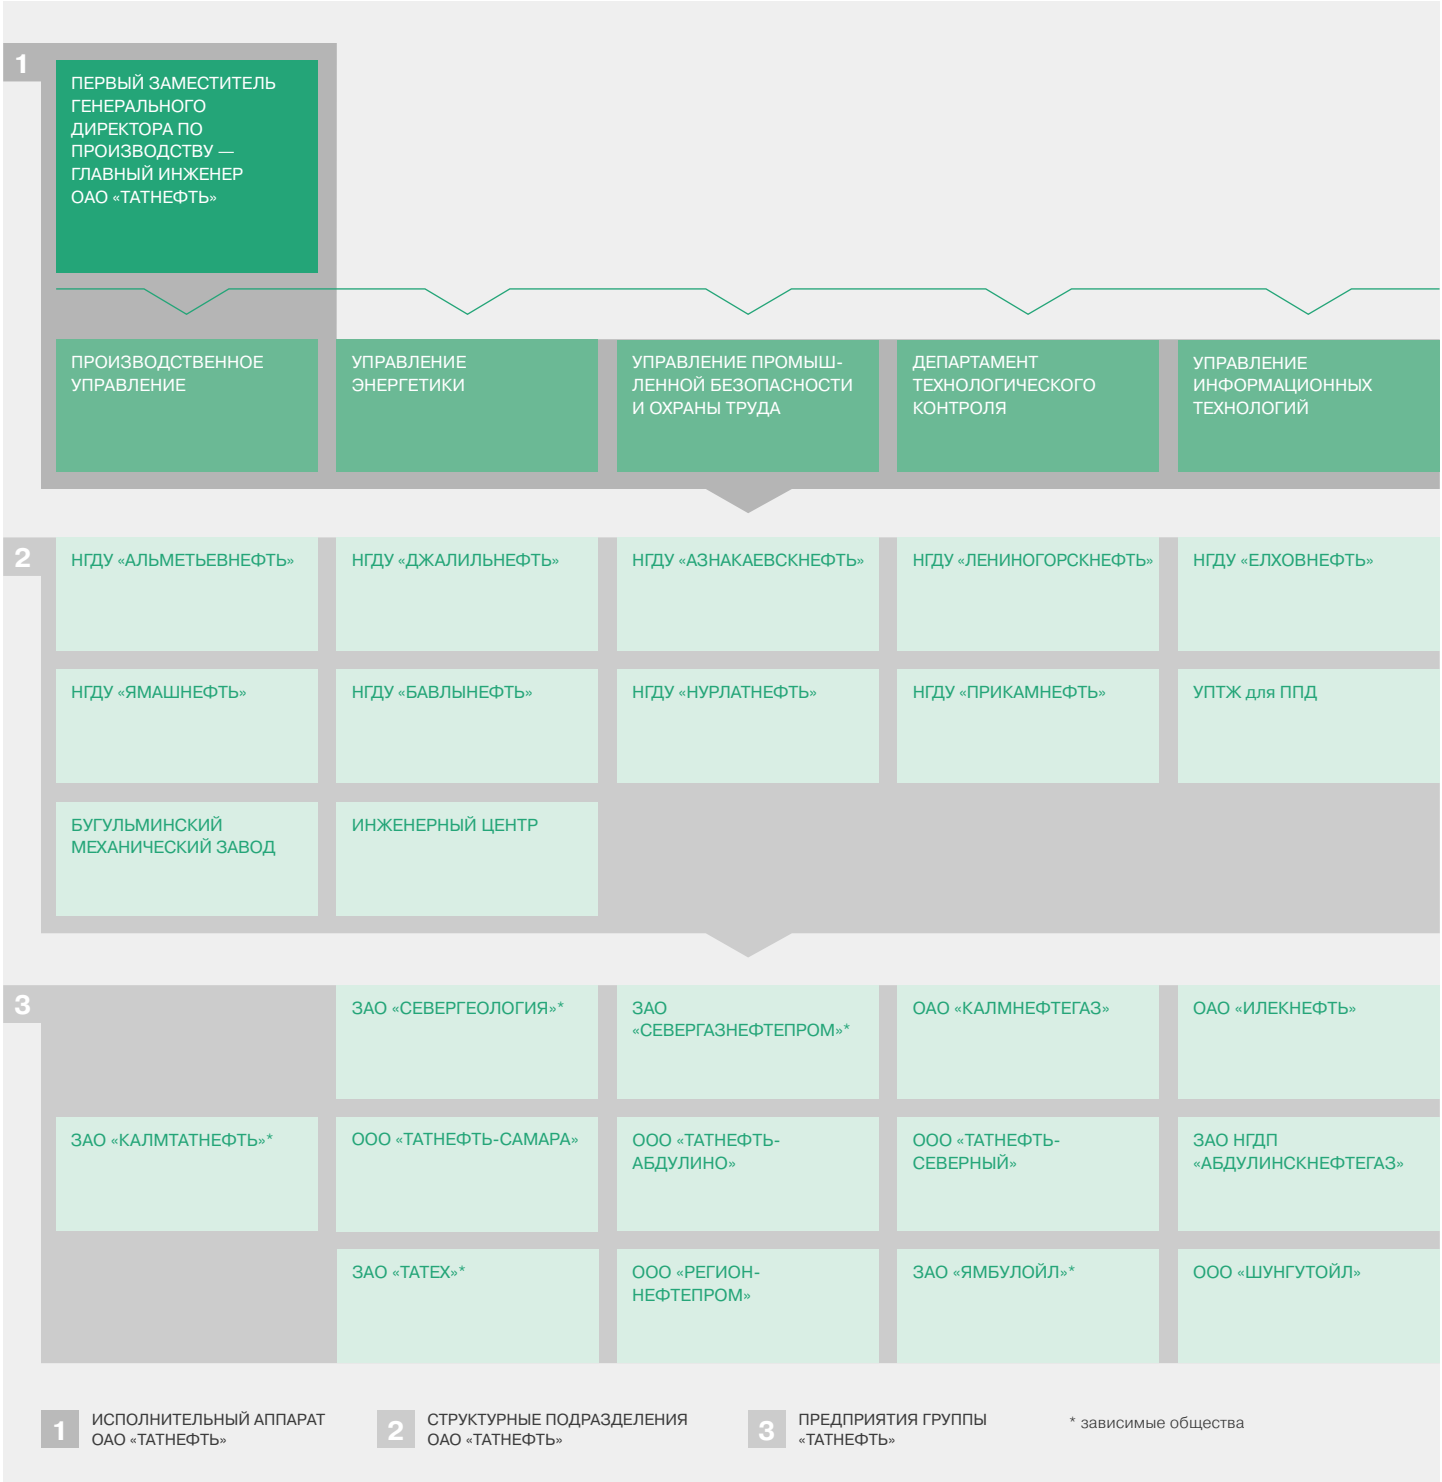 1
ПЕРВЫЙ ЗАМЕСТИТЕЛЬ
ГЕНЕРАЛЬНОГО
ДИРЕКТОРА ПО
ПРОИЗВОДСТВУ —
ГЛАВНЫЙ ИНЖЕНЕР
ОАО «ТАТНЕФТЬ»
ПРОИЗВОДСТВЕННОЕ
УПРАВЛЕНИЕ
УПРАВЛЕНИЕ
ЭНЕРГЕТИКИ
УПРАВЛЕНИЕ ПРОМЫШ-
ЛЕННОЙ БЕЗОПАСНОСТИ
И ОХРАНЫ ТРУДА
ДЕПАРТАМЕНТ
ТЕХНОЛОГИЧЕСКОГО
КОНТРОЛЯ
УПРАВЛЕНИЕ
ИНФОРМАЦИОННЫХ
ТЕХНОЛОГИЙ
2
НГДУ «АЛЬМЕТЬЕВНЕФТЬ»
НГДУ «ДЖАЛИЛЬНЕФТЬ»
НГДУ «АЗНАКАЕВСКНЕФТЬ»
НГДУ «ЛЕНИНОГОРСКНЕФТЬ»
НГДУ «ЕЛХОВНЕФТЬ»
НГДУ «ЯМАШНЕФТЬ»
НГДУ «БАВЛЫНЕФТЬ»
НГДУ «НУРЛАТНЕФТЬ»
НГДУ «ПРИКАМНЕФТЬ»
УПТЖ для ППД
БУГУЛЬМИНСКИЙ
МЕХАНИЧЕСКИЙ ЗАВОД
ИНЖЕНЕРНЫЙ ЦЕНТР
3
ЗАО «СЕВЕРГЕОЛОГИЯ»*
ЗАО
«СЕВЕРГАЗНЕФТЕПРОМ»*
ОАО «КАЛМНЕФТЕГАЗ»
ОАО «ИЛЕКНЕФТЬ»
ЗАО «КАЛМТАТНЕФТЬ»*
ООО «ТАТНЕФТЬ-САМАРА»
ООО «ТАТНЕФТЬ-
АБДУЛИНО»
ООО «ТАТНЕФТЬ-
СЕВЕРНЫЙ»
ЗАО НГДП
«АБДУЛИНСКНЕФТЕГАЗ»
ЗАО «ТАТЕХ»*
ООО «РЕГИОН-
НЕФТЕПРОМ»
ЗАО «ЯМБУЛОЙЛ»*
ООО «ШУНГУТОЙЛ»
1
ИСПОЛНИТЕЛЬНЫЙ АППАРАТ
ОАО «ТАТНЕФТЬ»
2
СТРУКТУРНЫЕ ПОДРАЗДЕЛЕНИЯ
ОАО «ТАТНЕФТЬ»
3
ПРЕДПРИЯТИЯ ГРУППЫ
«ТАТНЕФТЬ»
* зависимые общества